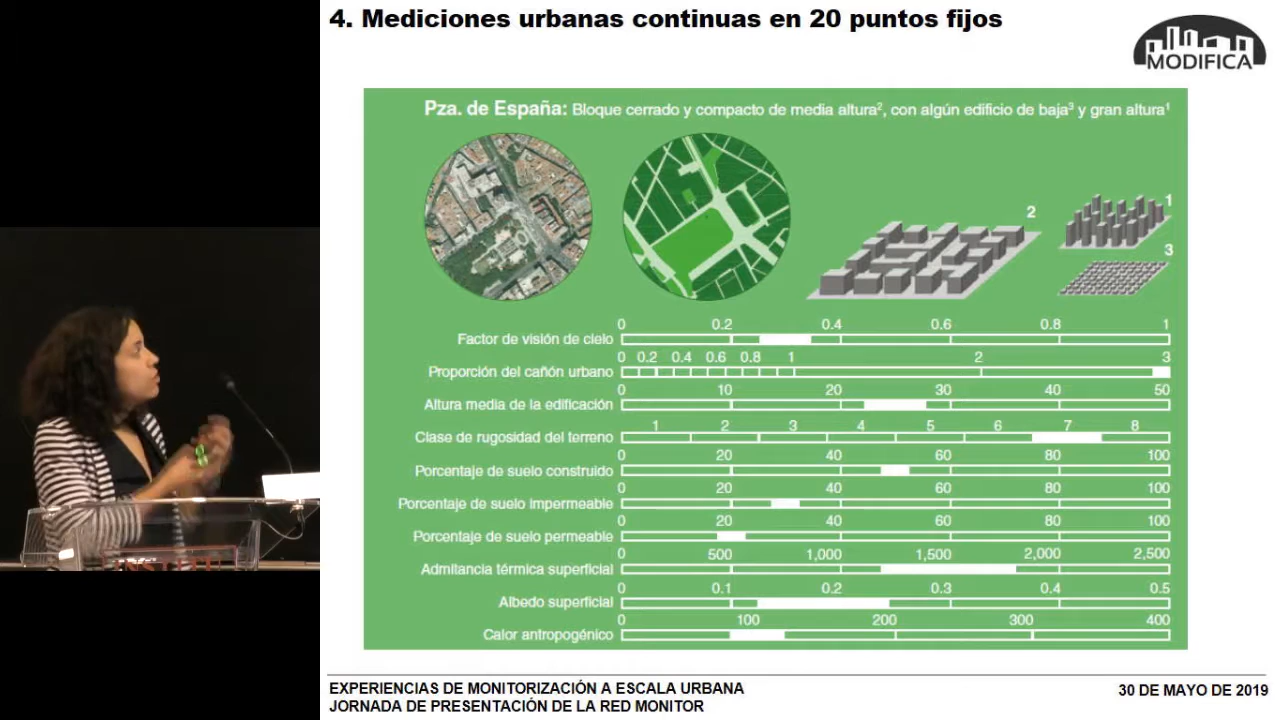 4. Mediciones urbanas continuas en 20 puntos fijos
MODIFICA
Pza. de España: Bloque cerrado y compacto de media altura², con algún edificio de baja³ y gran altura¹
2
1
3
0 0.2 0.4 0.6 0.8 1
Factor de visión de cielo
0 0.2 0.4 0.6 0.8 1 2 3
Proporción del cañón urbano
0 10 20 30 40 50
Altura media de la edificación
1 2 3 4 5 6 7 8
Clase de rugosidad del terreno
0 20 40 60 80 100
Porcentaje de suelo construido
0 20 40 60 80 100
Porcentaje de suelo impermeable
0 20 40 60 80 100
Porcentaje de suelo permeable
0 500 1,000 1,500 2,000 2,500
Admitancia térmica superficial
0 0.1 0.2 0.3 0.4 0.5
Albedo superficial
0 100 200 300 400
Calor antropogénico
EXPERIENCIAS DE MONITORIZACIÓN A ESCALA URBANA
JORNADA DE PRESENTACIÓN DE LA RED MONITOR
30 DE MAYO DE 2019